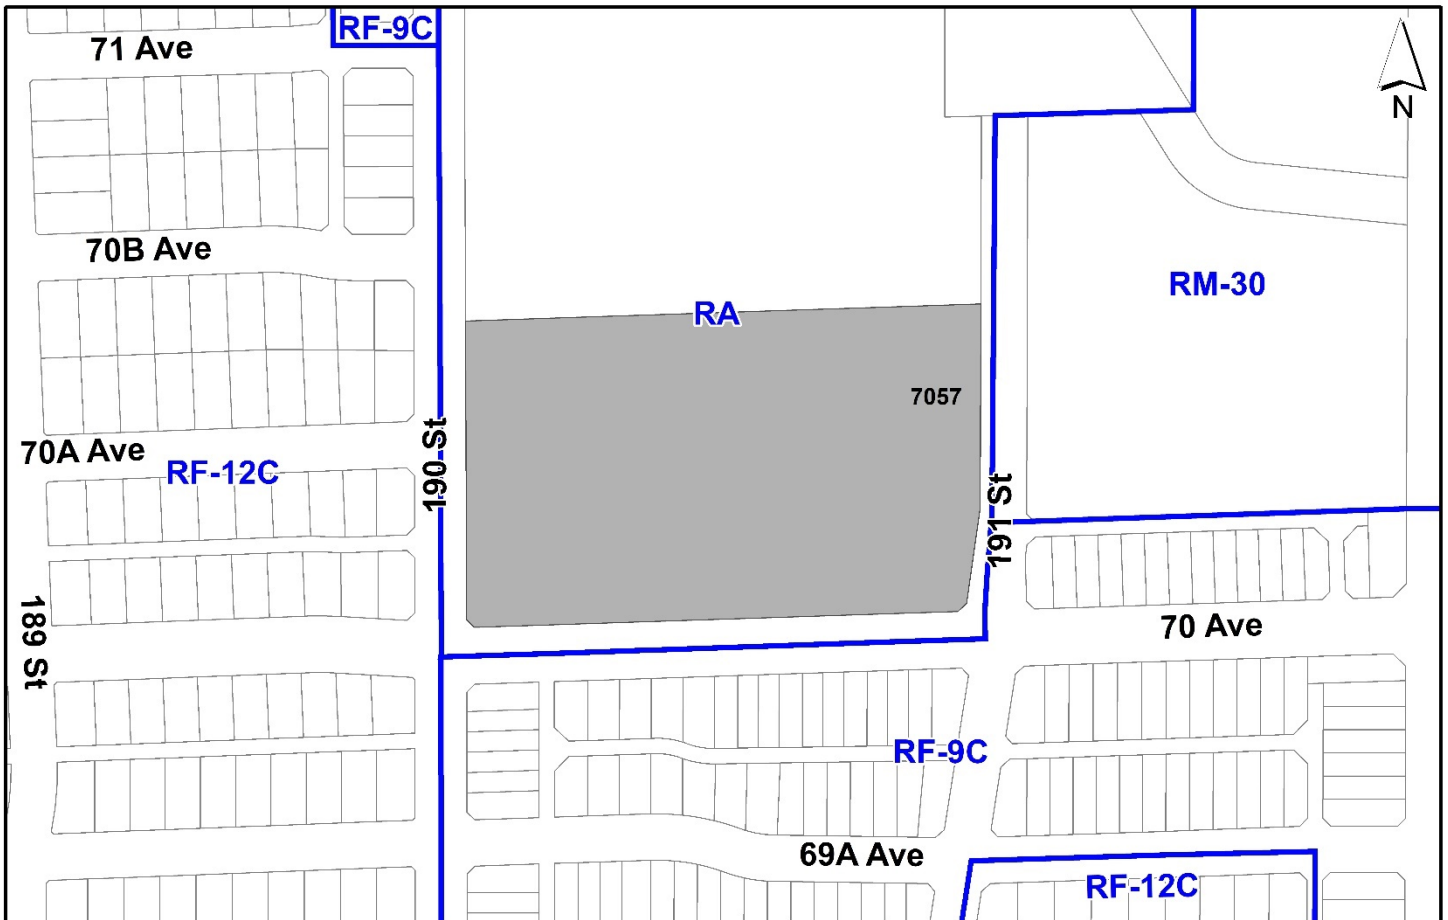 RF-9C
71 Ave
N
70B Ave
RM-30
RA
7057
190 St
70A Ave
RF-12C
191 St
189 St
70 Ave
RF-9C
69A Ave
RF-12C